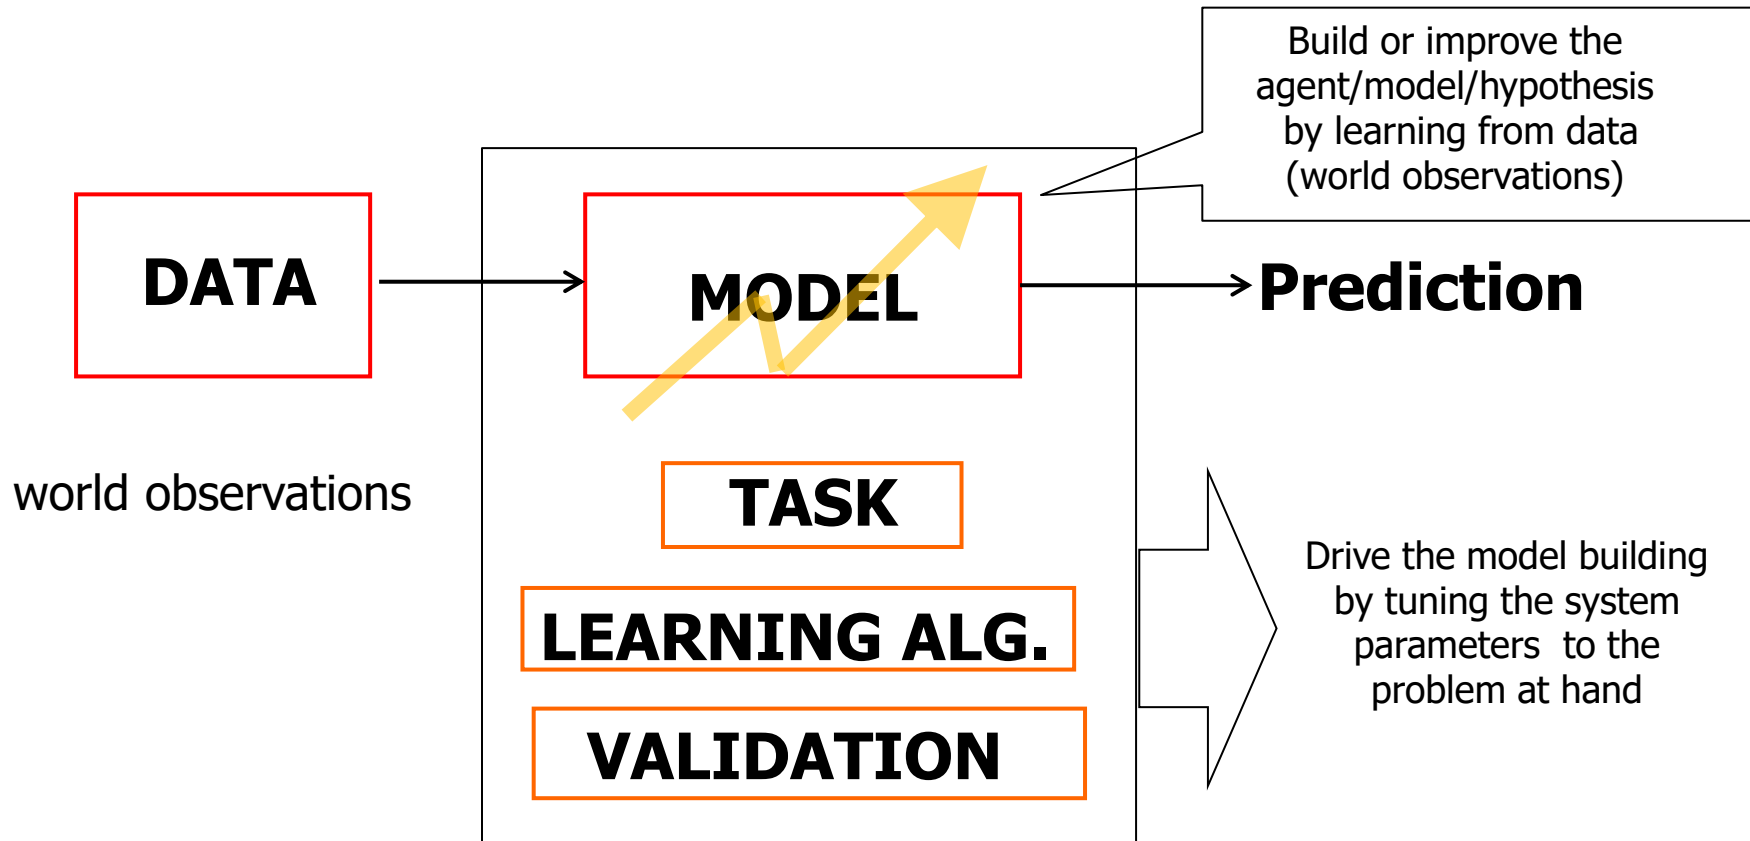 Build or improve the
agent/model/hypothesis
by learning from data
(world observations)
DATA
MODEL
Prediction
world observations
TASK
LEARNING ALG.
VALIDATION
Drive the model building
by tuning the system
parameters to the
problem at hand